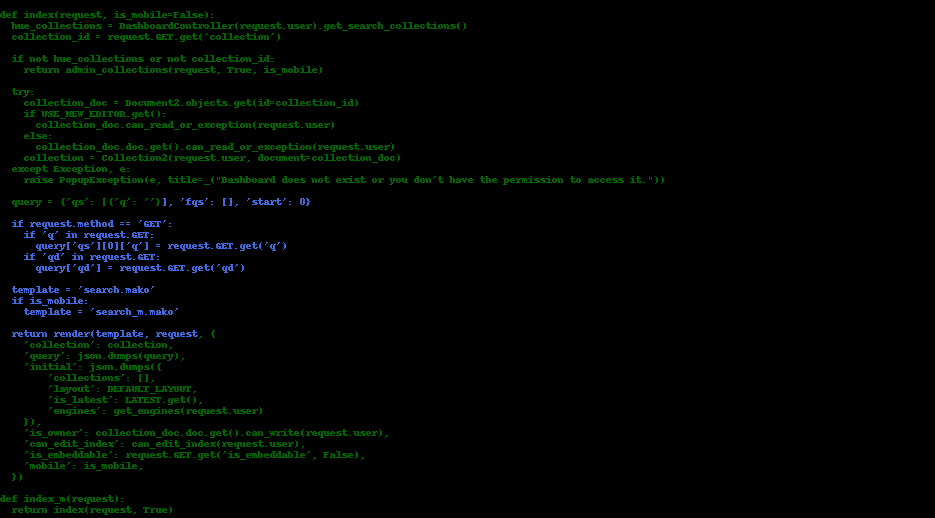 def index(request, is_mobile=False):
  hue_collections = DashboardController(request.user).get_search_collections()
  collection_id = request.GET.get('collection')

  if not hue_collections or not collection_id:
    return admin_collections(request, True, is_mobile)

  try:
    collection_doc = Document2.objects.get(id=collection_id)
    if USE_NEW_EDITOR.get():
      collection_doc.can_read_or_exception(request.user)
    else:
      collection_doc.doc.get().can_read_or_exception(request.user)
    collection = Collection2(request.user, document=collection_doc)
  except Exception, e:
    raise PopupException(e, title=_("Dashboard does not exist or you don't have the permission to access it."))

  query = {'qs': [{'q': ''}], 'fqs': [], 'start': 0}

  if request.method == 'GET':
    if 'q' in request.GET:
      query['qs'][0]['q'] = request.GET.get('q')
    if 'qd' in request.GET:
      query['qd'] = request.GET.get('qd')

  template = 'search.mako'
  if is_mobile:
    template = 'search_m.mako'

  return render(template, request, {
    'collection': collection,
    'query': json.dumps(query),
    'initial': json.dumps({
        'collections': [],
        'layout': DEFAULT_LAYOUT,
        'is_latest': LATEST.get(),
        'engines': get_engines(request.user)
    }),
    'is_owner': collection_doc.doc.get().can_write(request.user),
    'can_edit_index': can_edit_index(request.user),
    'is_embeddable': request.GET.get('is_embeddable', False),
    'mobile': is_mobile,
  })

def index_m(request):
  return index(request, True)